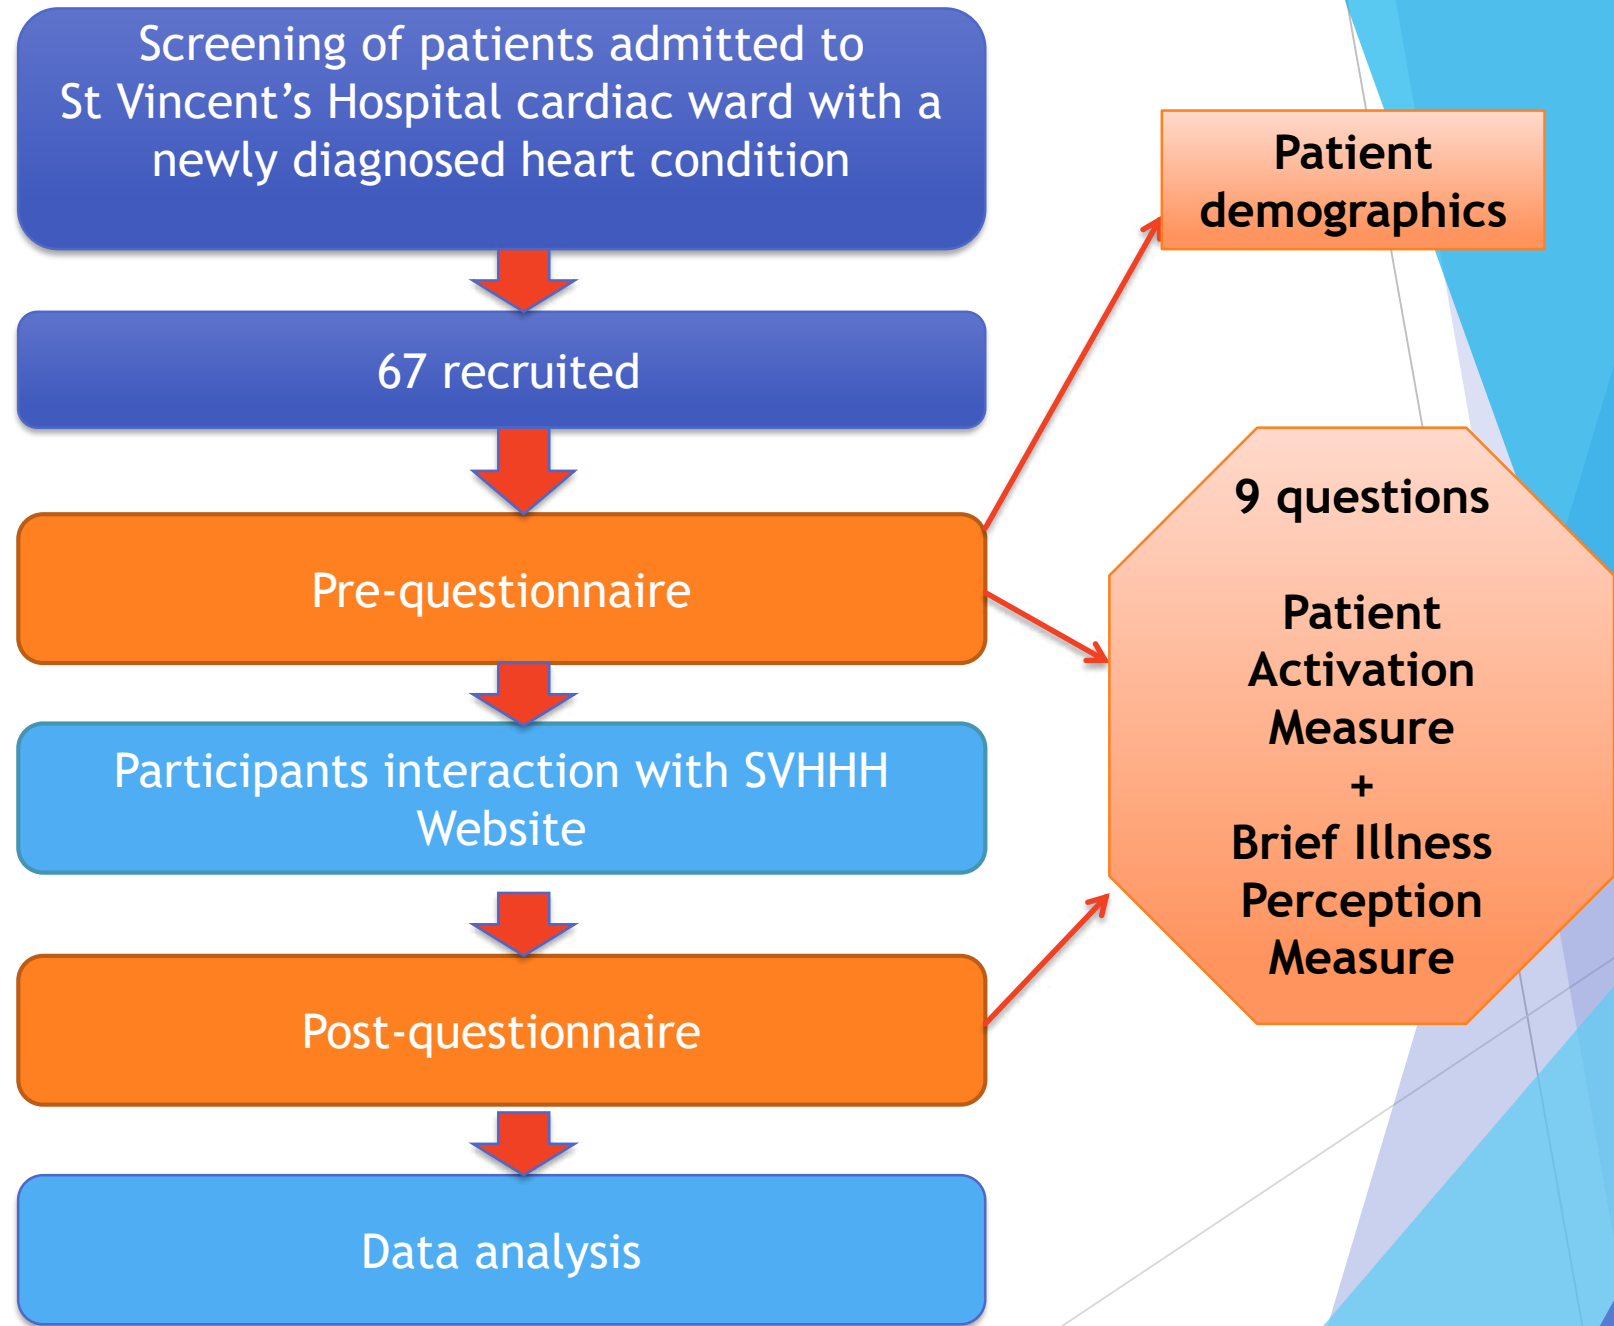 Screening of patients admitted to
St Vincent’s Hospital cardiac ward with a
newly diagnosed heart condition
67 recruited
Pre-questionnaire
Participants interaction with SVHHH
Website
Post-questionnaire
Data analysis
Patient
demographics
9 questions
Patient
Activation
Measure
+
Brief Illness
Perception
Measure